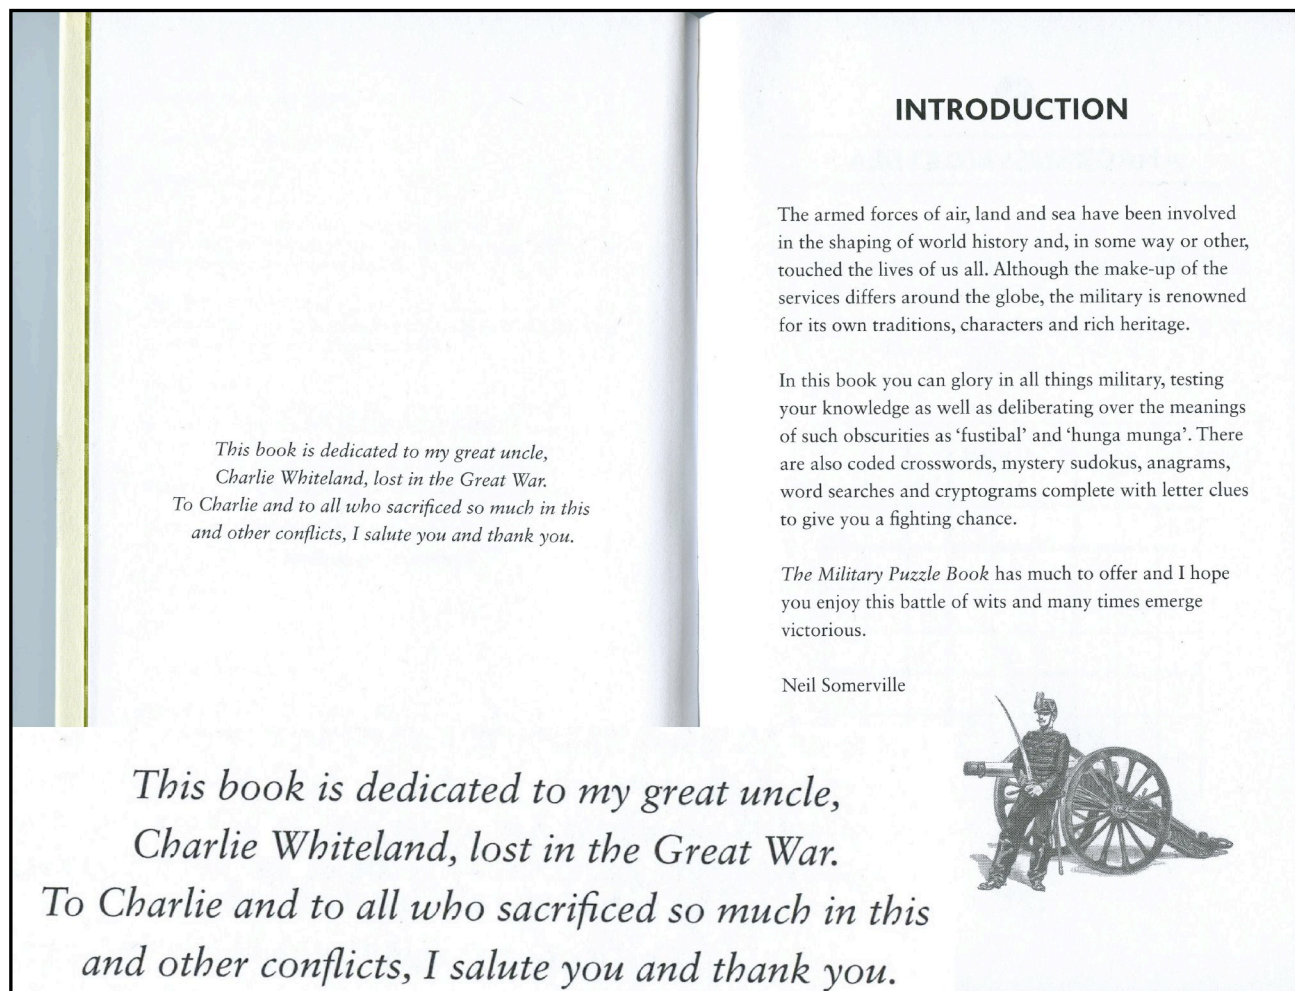 This book is dedicated to my great uncle,
Charlie Whiteland, lost in the Great War.
To Charlie and to all who sacrificed so much in this
and other conflicts, I salute you and thank you.
INTRODUCTION
The armed forces of air, land and sea have been involved
in the shaping of world history and, in some way or other,
touched the lives of us all. Although the make-up of the
services differs around the globe, the military is renowned
for its own traditions, characters and rich heritage.
In this book you can glory in all things military, testing
your knowledge as well as deliberating over the meanings
of such obscurities as ‘fustibal’ and ‘hunga munga’. There
are also coded crosswords, mystery sudokus, anagrams,
word searches and cryptograms complete with letter clues
to give you a fighting chance.
The Military Puzzle Book has much to offer and I hope
you enjoy this battle of wits and many times emerge
victorious.
Neil Somerville
This book is dedicated to my great uncle,
Charlie Whiteland, lost in the Great War.
To Charlie and to all who sacrificed so much in this
and other conflicts, I salute you and thank you.